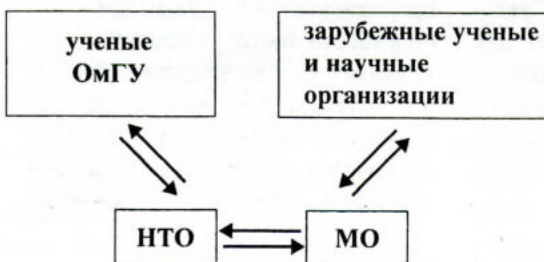 ученые
ОмГУ
зарубежные ученые
и научные
организации
НТО
МО